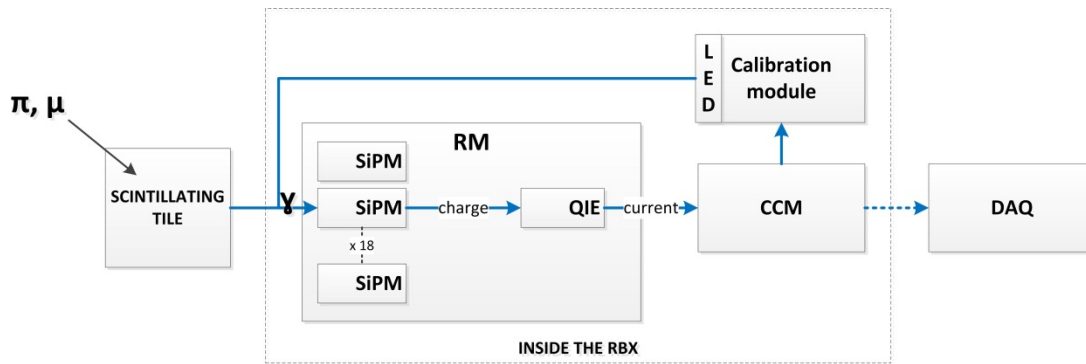 π, μ
SCINTILLATING
TILE
ɣ
RM
SiPM
SiPM
x 18
SiPM
charge
QIE
current
L
E
D
Calibration
module
CCM
DAQ
INSIDE THE RBX